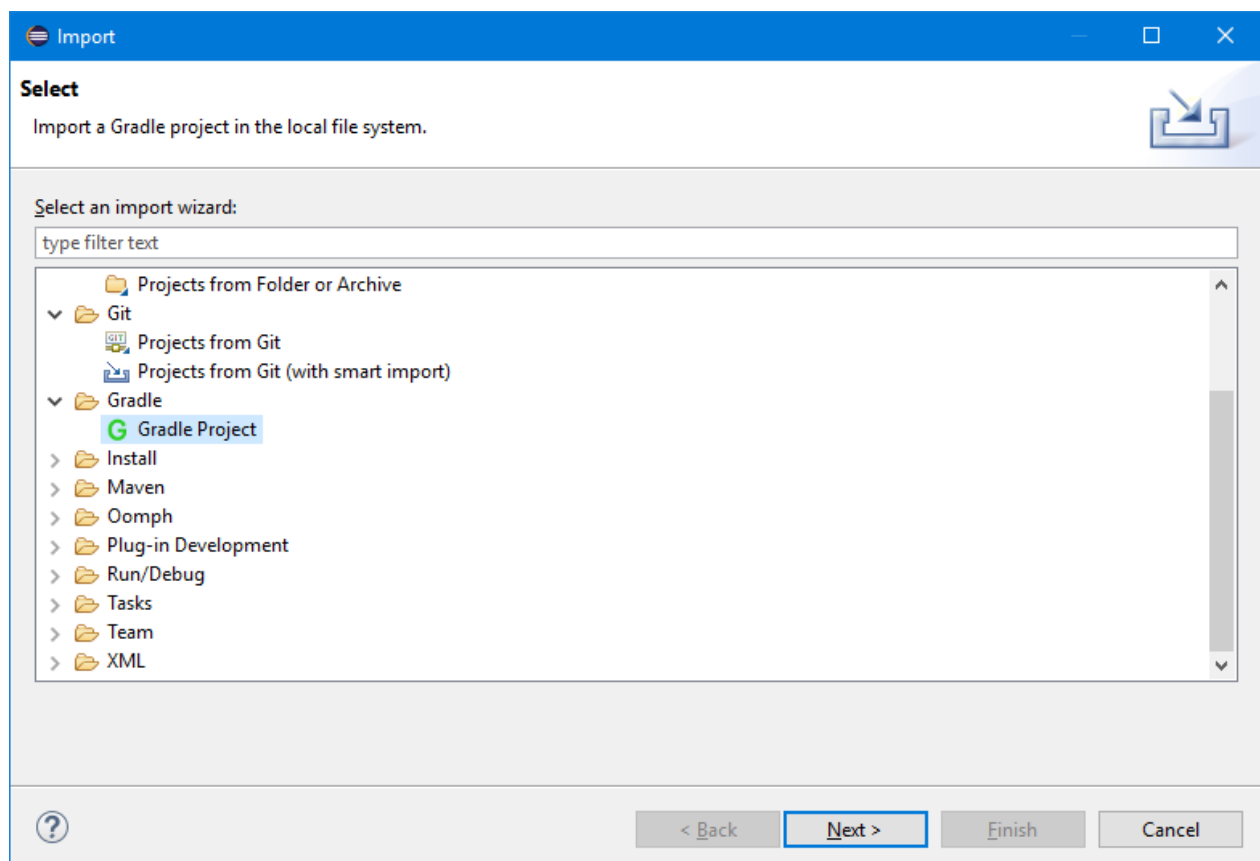 Import
Select
Import a Gradle project in the local file system.
Select an import wizard:
type filter text
Projects from Folder or Archive
Git
GIT
Projects from Git
Projects from Git (with smart import)
Gradle
G Gradle Project
Install
Maven
Oomph
Plug-in Development
Run/Debug
Tasks
Team
XML
? < Back Next > Finish Cancel